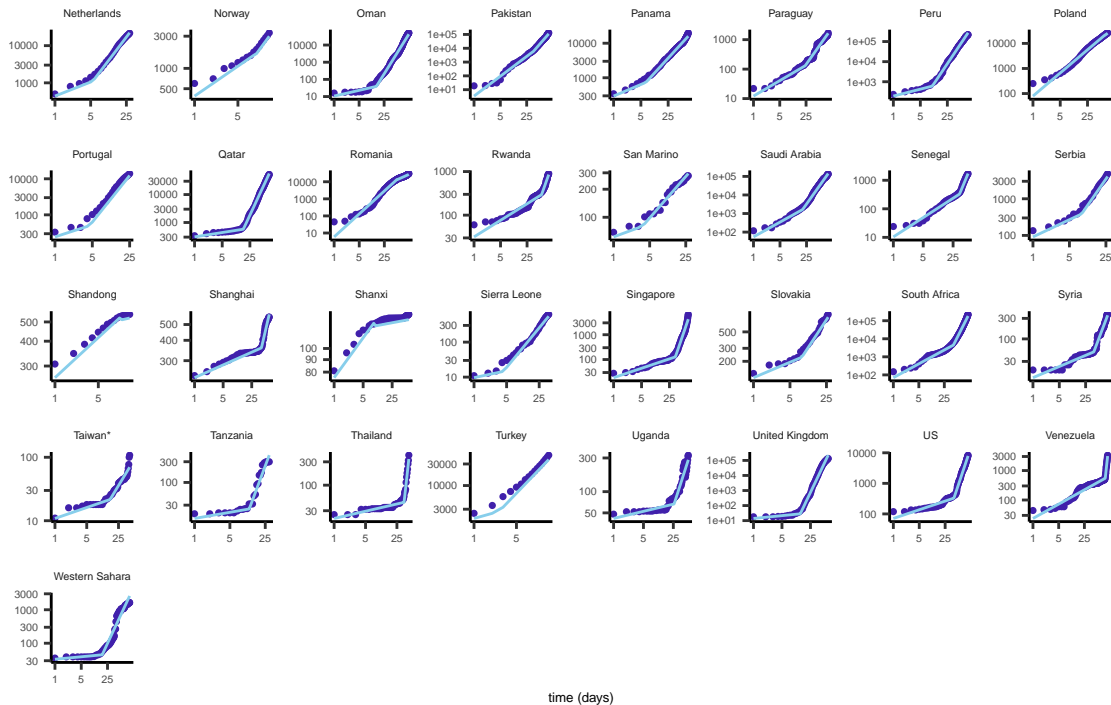 Netherlands Norway Oman Pakistan Panama Paraguay Peru Poland
10000 1000 1 5 25
3000 1000 500 5
10000 1000 100 10 1 5 25
1e+05 1e+04 1e+03 1e+02 1e+01 1 5 25
10000 3000 1000 300 1 5 25
1000 100 10 1 5 25
1e+05 1e+03 1 5 25
10000 1000 100 1 5 25
Portugal Qatar Romania Rwanda San Marino Saudi Arabia Senegal Serbia
10000 3000 1000 300 1 5 25
30000 10000 3000 1000 300 1 5 25
10000 1000 100 10 1 5 25
1000 300 100 30 1 5 25
300 100 1 5 25
1e+05 1e+04 1e+03 1e+02 1 5 25
1000 100 10 1 5 25
3000 1000 300 100 1 5 25
Shandong Shanghai Shanxi Sierra Leone Singapore Slovakia South Africa Syria
500 300 5
500 300 1 5 25
100 90 80 1 5 25
300 100 30 10 1 5 25
3000 1000 300 100 30 1 5 25
500 200 100 1 5 25
1e+05 1e+04 1e+03 1e+02 1 5 25
300 100 30 1 5 25
Taiwan* Tanzania Thailand Turkey Uganda United Kingdom US Venezuela
100 30 10 1 5 25
300 100 30 1 5 25
300 100 30 1 5 25
30000 10000 3000 1 5
300 100 50 1 5 25
1e+05 1e+04 1e+03 1e+02 1e+01 1 5 25
10000 1000 100 1 5 25
3000 1000 300 100 30 1 5 25
Western Sahara
3000 1000 300 100 30 1 5 25
time (days)